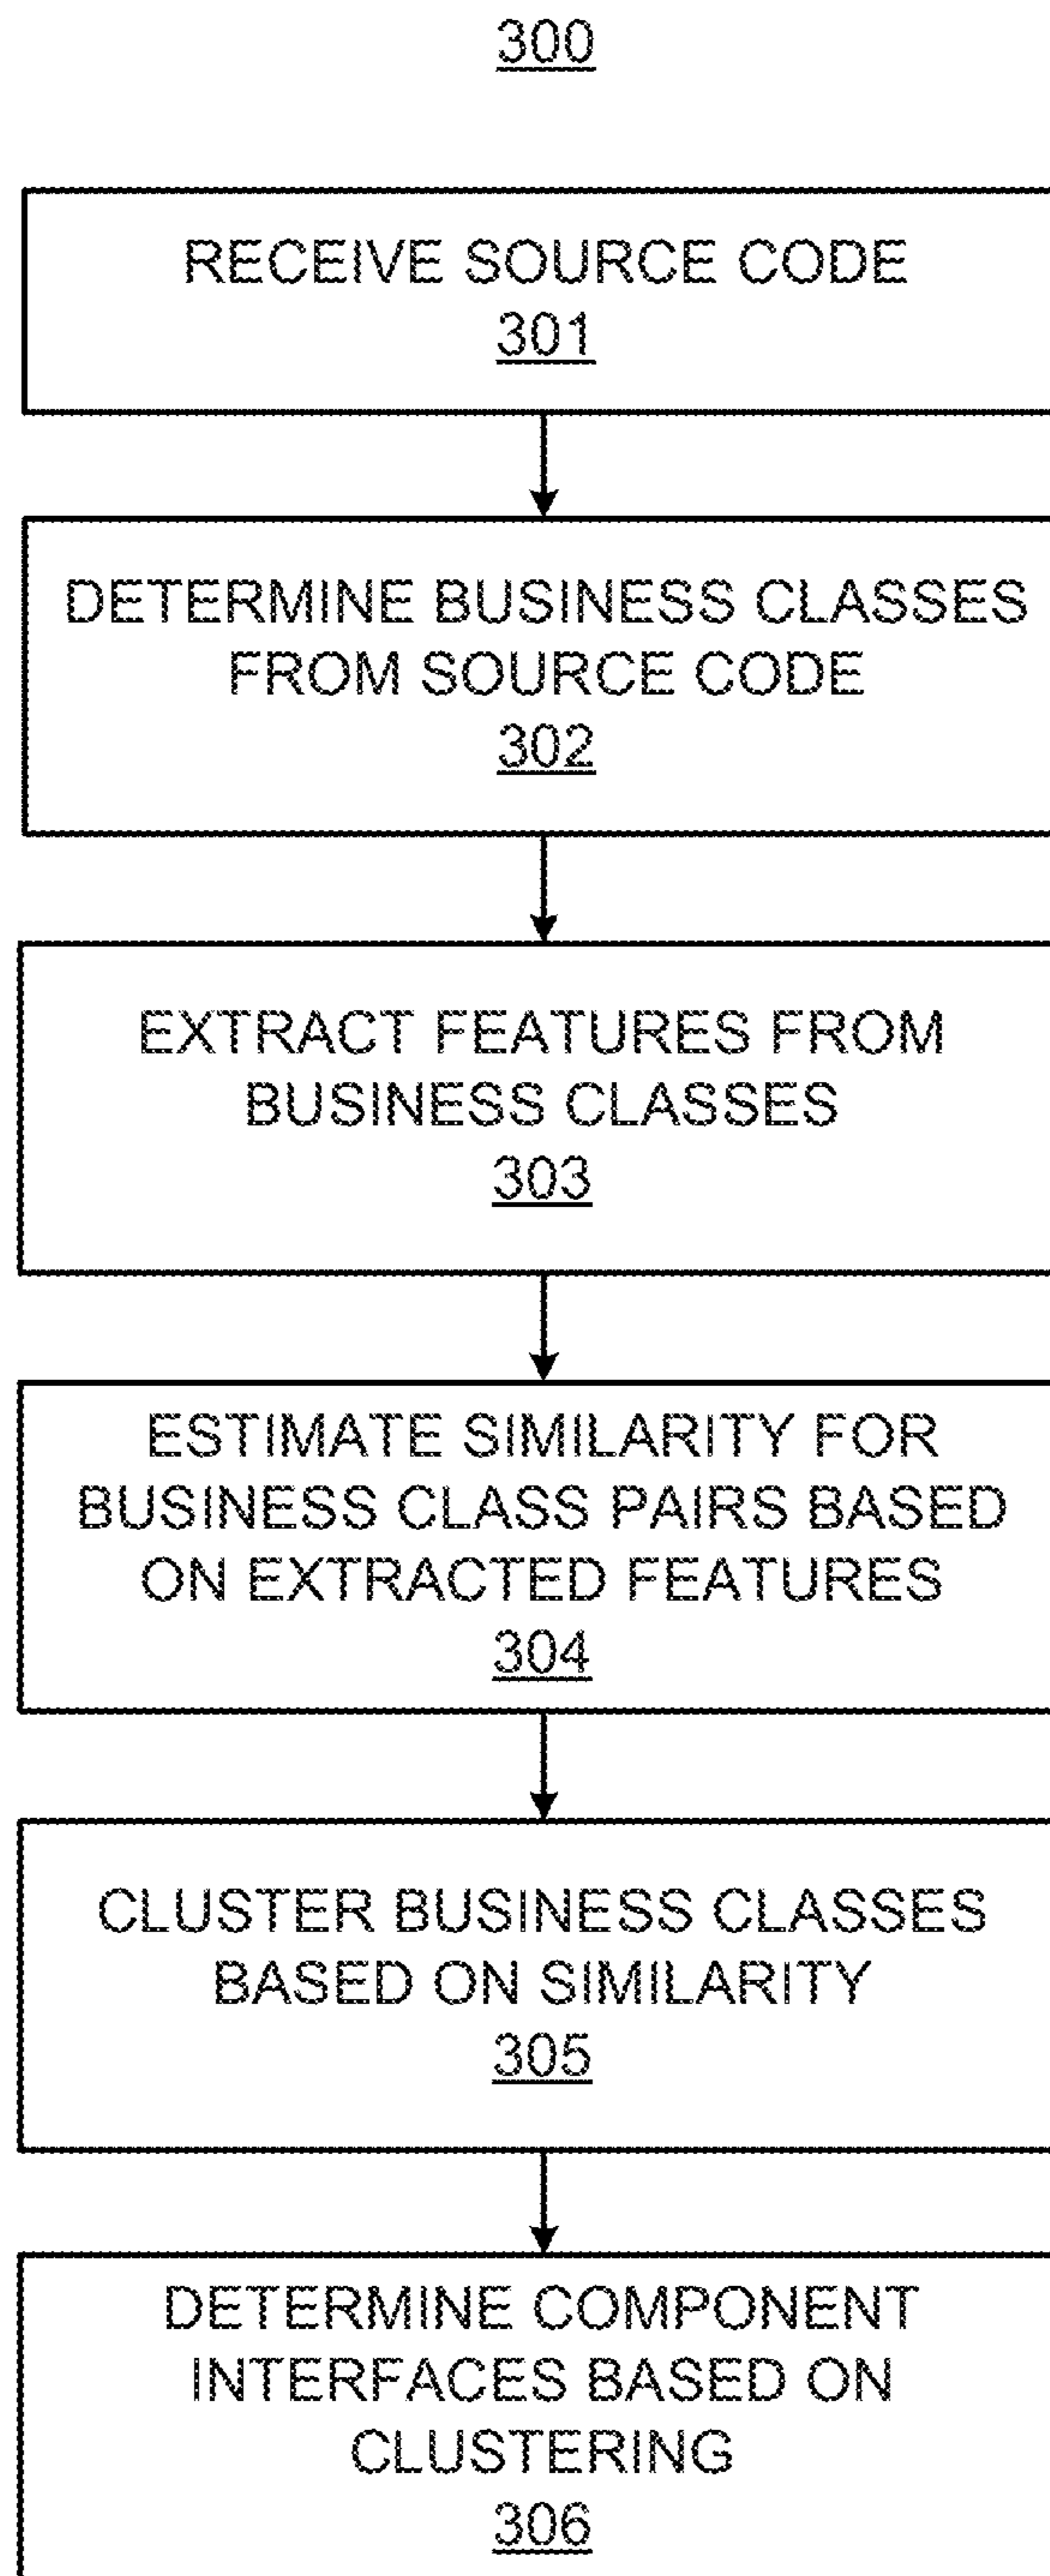 300
RECEIVE SOURCE CODE
301
DETERMINE BUSINESS CLASSES
FROM SOURCE CODE
302
EXTRACT FEATURES FROM
BUSINESS CLASSES
303
ESTIMATE SIMILARITY FOR
BUSINESS CLASS PAIRS BASED
ON EXTRACTED FEATURES
304
CLUSTER BUSINESS CLASSES
BASED ON SIMILARITY
305
DETERMINE COMPONENT
INTERFACES BASED ON
CLUSTERING
306